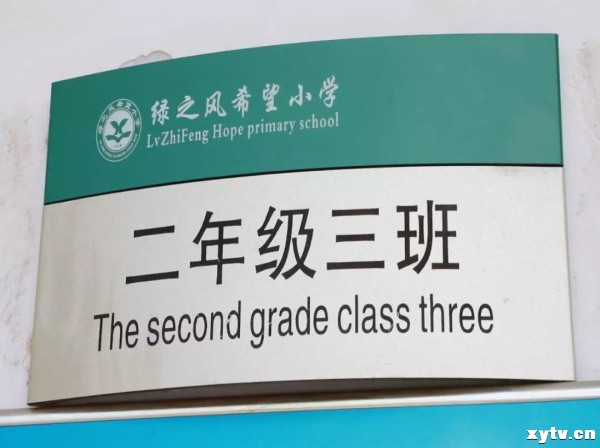 绿之风希望小学
LvZhiFeng Hope primary school
二年级三班
The second grade class three
xytv.cn